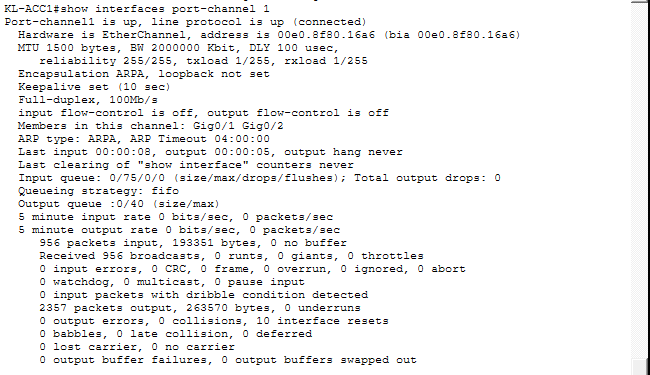 KL-ACC1#show interfaces port-channel 1
Port-channel1 is up, line protocol is up (connected)
Hardware is EtherChannel, address is 00e0.8f80.16a6 (bia 00e0.8f80.16a6)
MTU 1500 bytes, BW 2000000 Kbit, DLY 100 usec,
reliability 255/255, txload 1/255, rxload 1/255
Encapsulation ARPA, loopback not set
Keepalive set (10 sec)
Full-duplex, 100Mb/s
input flow-control is off, output flow-control is off
Members in this channel: Gig0/1 Gig0/2
ARP type: ARPA, ARP Timeout 04:00:00
Last input 00:00:08, output 00:00:05, output hang never
Last clearing of "show interface" counters never
Input queue: 0/75/0/0 (size/max/drops/flushes); Total output drops: 0
Queueing strategy: fifo
Output queue :0/40 (size/max)
5 minute input rate 0 bits/sec, 0 packets/sec
5 minute output rate 0 bits/sec, 0 packets/sec
956 packets input, 193351 bytes, 0 no buffer
Received 956 broadcasts, 0 runts, 0 giants, 0 throttles
0 input errors, 0 CRC, 0 frame, 0 overrun, 0 ignored, 0 abort
0 watchdog, 0 multicast, 0 pause input
0 input packets with dribble condition detected
2357 packets output, 263570 bytes, 0 underruns
0 output errors, 0 collisions, 10 interface resets
0 babbles, 0 late collision, 0 deferred
0 lost carrier, 0 no carrier
0 output buffer failures, 0 output buffers swapped out